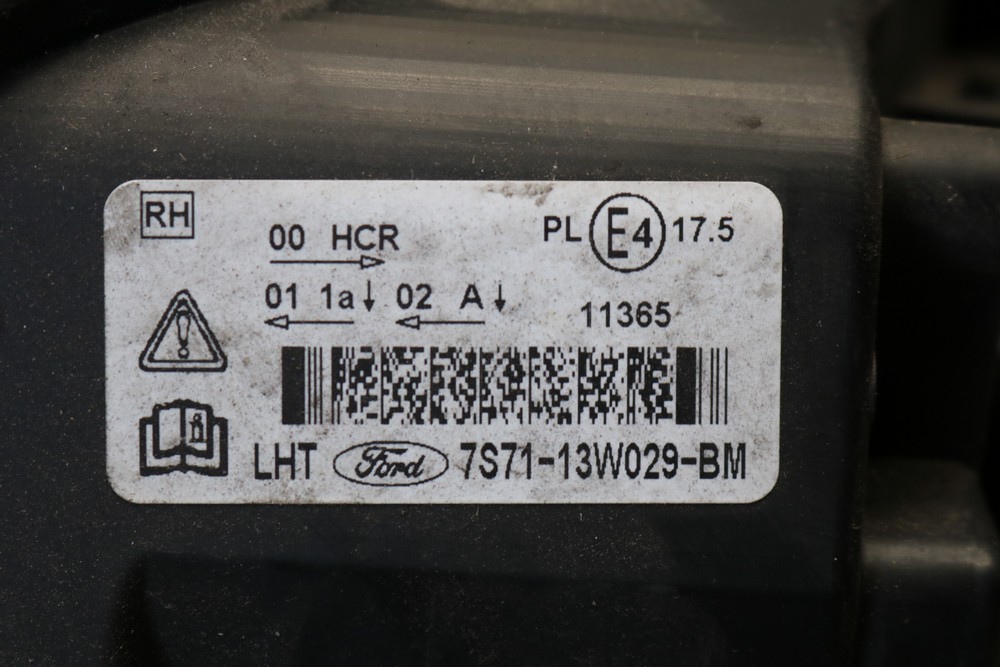 RH
00 HCR
PL E4 17.5
01 1a↓ 02 A↓
11365
LHT Ford 7S71-13W029-BM